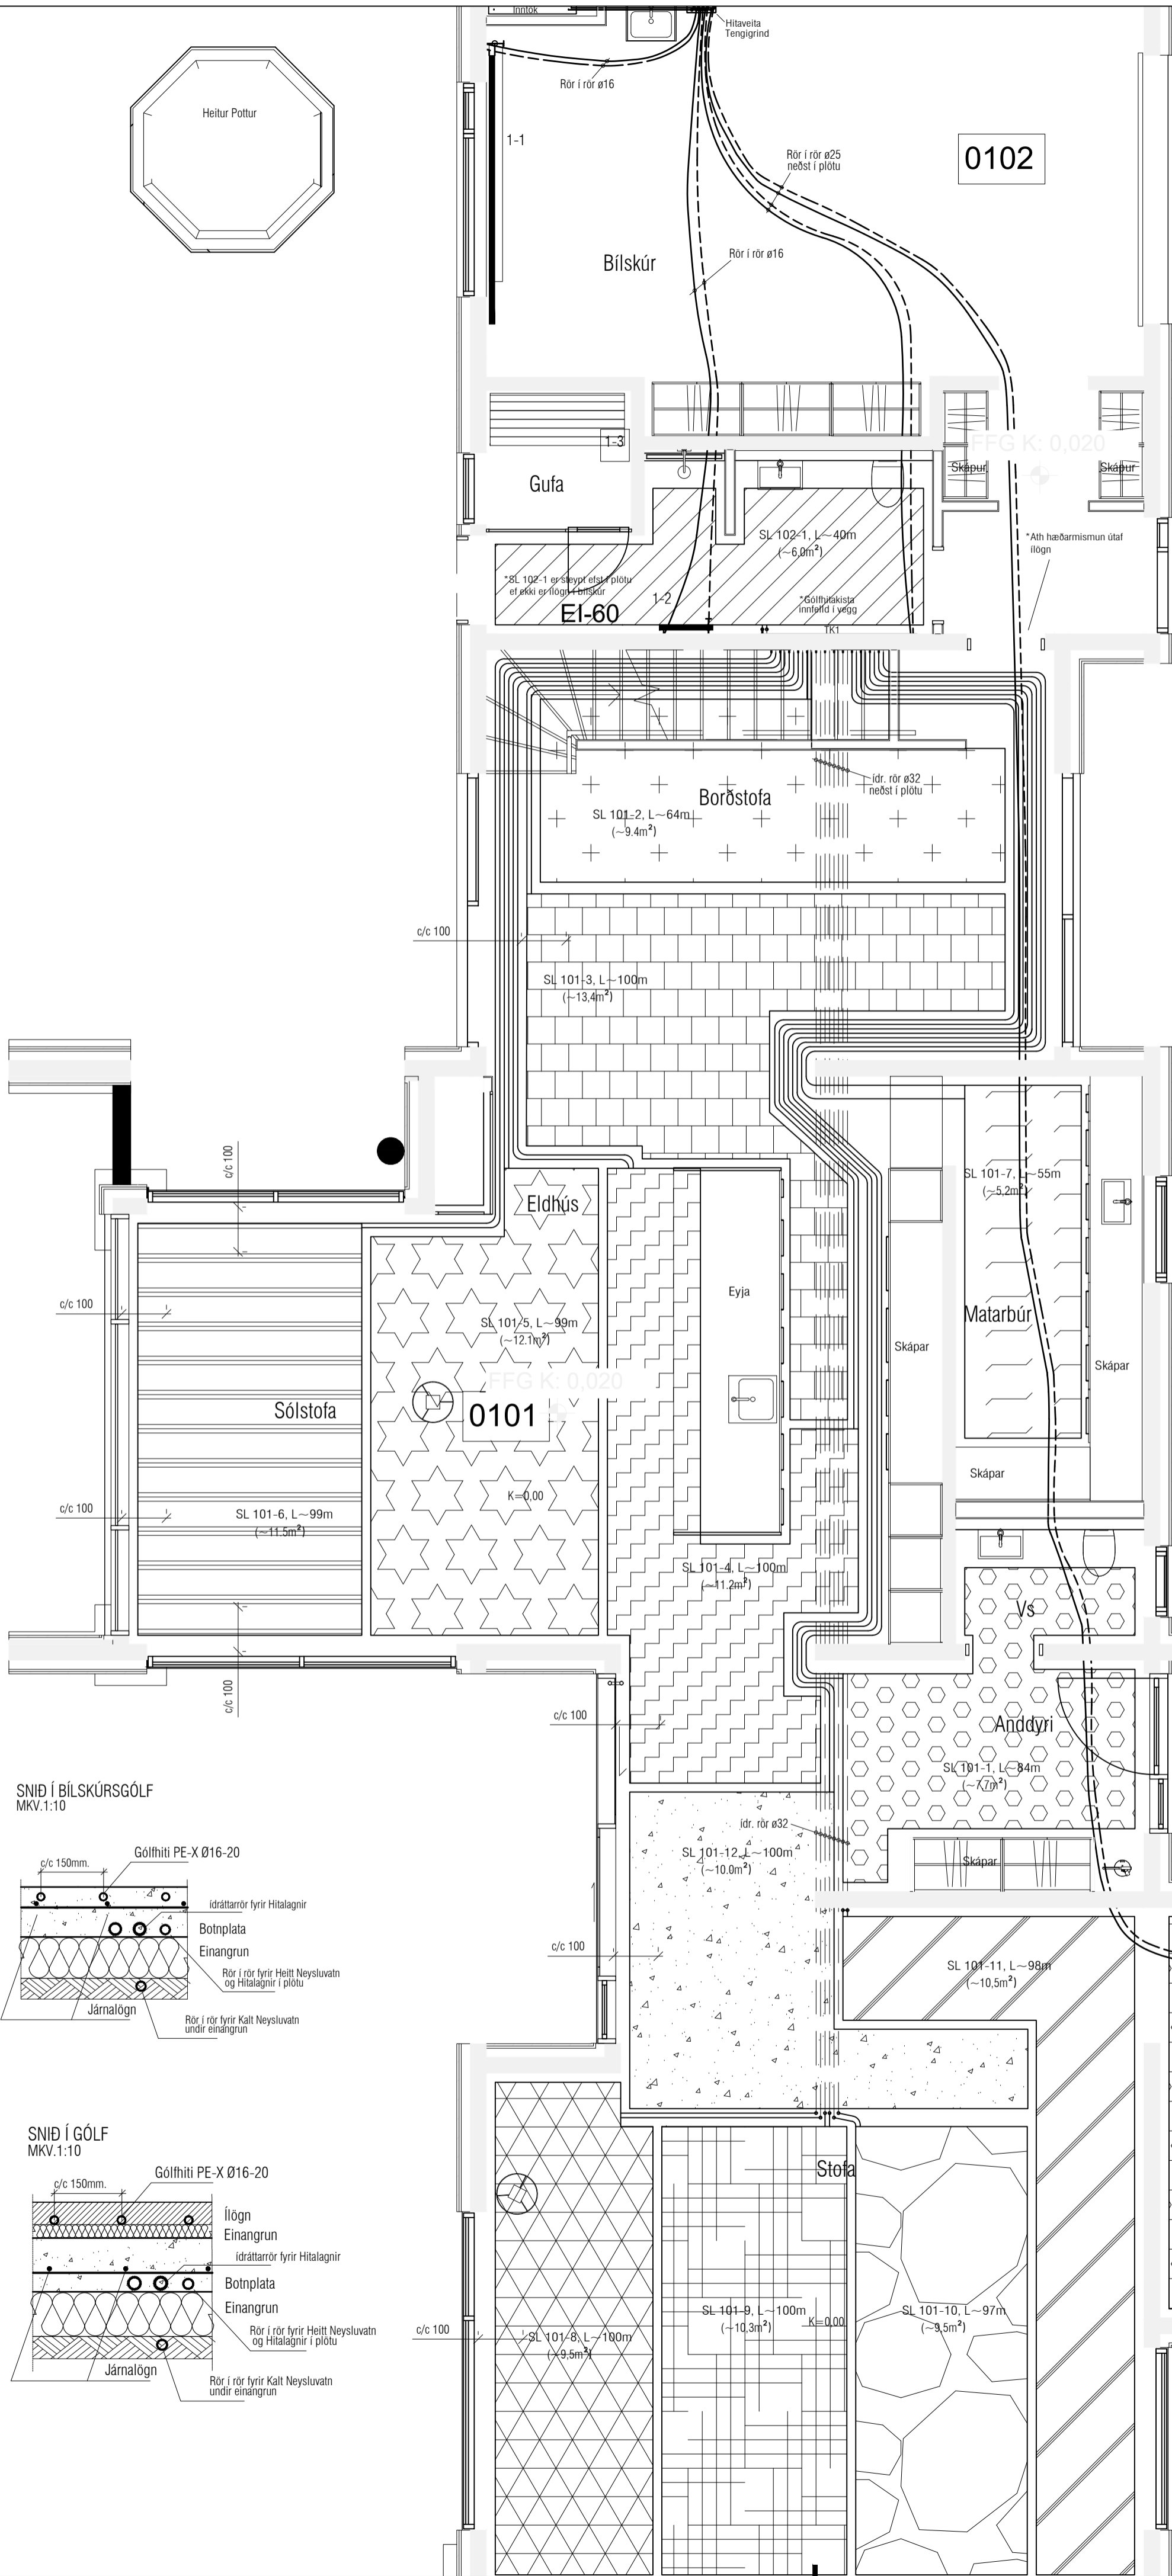 Inntök
Hitaveita
Tengigrind
Rör í rör ø16
Heitur Pottur
1-1
0102
Rör í rör ø25
neðst í plötu
Rör í rör ø16
Bílskúr
FFG K: 0,020
1-3
Skápur
Skápur
Gufa
SL 102-1, L~40m
(~6,0m²)
*Ath hæðarmismun útaf
ílögn
*SL 102-1 er steypt efst í plötu
ef ekki er ílögn í bílskúr
1-2
*Gólfhitakista
innfelld í vegg
EI-60
TK1
ídr. rör ø32
neðst í plötu
Borðstofa
SL 101-2, L~64m
(~9.4m²)
c/c 100
SL 101-3, L~100m
(~13,4m²)
c/c 100
SL 101-7, L~55m
(~5,2m²)
Eldhús
Eyja
c/c 100
Matarbúr
SL 101-5, L~99m
(~12.1m²)
Skápar
Skápar
FFG K: 0,020
Sólstofa
0101
Skápar
K=0,00
c/c 100
SL 101-6, L~99m
(~11.5m²)
SL 101-4, L~100m
(~11.2m²)
Vs
c/c 100
c/c 100
Anddyri
SL 101-1, L~84m
(~7,7m²)
SNIÐ Í BÍLSKÚRSGÓLF
MKV.1:10
ídr. rör ø32
SL 101-12, L~100m
(~10.0m²)
Skápar
Gólfhiti PE-X Ø16-20
c/c 150mm.
ídráttarrör fyrir Hitalagnir
Botnplata
Einangrun
Rör í rör fyrir Heitt Neysluvatn
og Hitalagnir í plötu
Járnalögn
Rör í rör fyrir Kalt Neysluvatn
undir einangrun
c/c 100
SL 101-11, L~98m
(~10,5m²)
SNIÐ Í GÓLF
MKV.1:10
Gólfhiti PE-X Ø16-20
c/c 150mm.
Ílögn
Einangrun
ídráttarrör fyrir Hitalagnir
Botnplata
Einangrun
Rör í rör fyrir Heitt Neysluvatn
og Hitalagnir í plötu
Járnalögn
Rör í rör fyrir Kalt Neysluvatn
undir einangrun
Stofa
c/c 100
SL 101-8, L~100m
(~9,5m²)
SL 101-9, L~100m
(~10,3m²)
K=0.00
SL 101-10, L~97m
(~9,5m²)